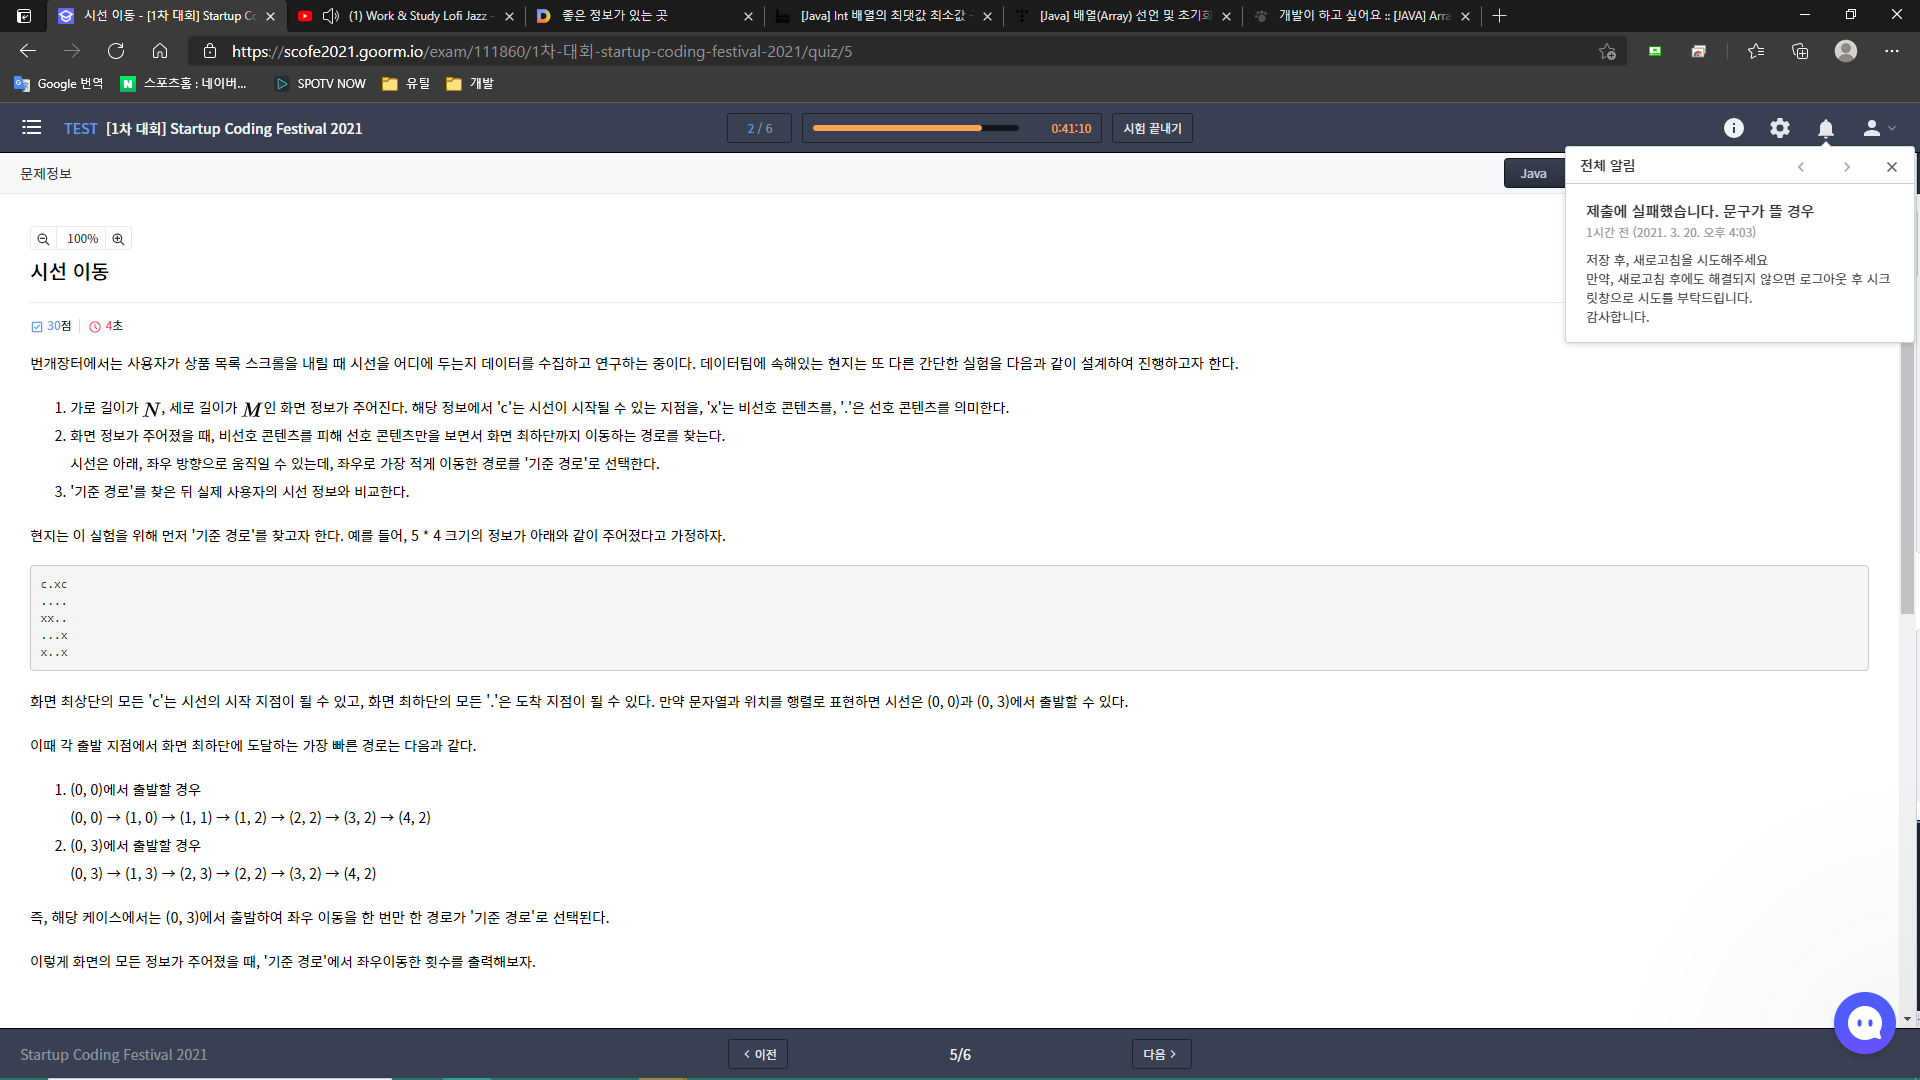 시선 이동 - [1차 대회] Startup Co
(1) Work & Study Lofi Jazz -
좋은 정보가 있는 곳
[Java] Int 배열의 최댓값 최소값
[Java] 배열(Array) 선언 및 초기화
개발이 하고 싶어요 :: [JAVA] Arra
https://scofe2021.goorm.io/exam/111860/1차-대회-startup-coding-festival-2021/quiz/5
Google 번역
스포츠홈 : 네이버...
SPOTV NOW
유틸
개발
TEST [1차 대회] Startup Coding Festival 2021
2 / 6
0:41:10
시험 끝내기
문제정보
Java
전체 알림
제출에 실패했습니다. 문구가 뜰 경우
1시간 전 (2021. 3. 20. 오후 4:03)
저장 후, 새로고침을 시도해주세요
만약, 새로고침 후에도 해결되지 않으면 로그아웃 후 시크
릿창으로 시도를 부탁드립니다.
감사합니다.
100%
시선 이동
30점
4초
번개장터에서는 사용자가 상품 목록 스크롤을 내릴 때 시선을 어디에 두는지 데이터를 수집하고 연구하는 중이다. 데이터팀에 속해있는 현지는 또 다른 간단한 실험을 다음과 같이 설계하여 진행하고자 한다.
1. 가로 길이가 N, 세로 길이가 M인 화면 정보가 주어진다. 해당 정보에서 'c'는 시선이 시작될 수 있는 지점을, 'x'는 비선호 콘텐츠를, '.'은 선호 콘텐츠를 의미한다.
2. 화면 정보가 주어졌을 때, 비선호 콘텐츠를 피해 선호 콘텐츠만을 보면서 화면 최하단까지 이동하는 경로를 찾는다.
시선은 아래, 좌우 방향으로 움직일 수 있는데, 좌우로 가장 적게 이동한 경로를 '기준 경로'로 선택한다.
3. '기준 경로'를 찾은 뒤 실제 사용자의 시선 정보와 비교한다.
현지는 이 실험을 위해 먼저 '기준 경로'를 찾고자 한다. 예를 들어, 5 * 4 크기의 정보가 아래와 같이 주어졌다고 가정하자.
c.xc
....
xx..
...x
x..x
화면 최상단의 모든 'c'는 시선의 시작 지점이 될 수 있고, 화면 최하단의 모든 '.'은 도착 지점이 될 수 있다. 만약 문자열과 위치를 행렬로 표현하면 시선은 (0, 0)과 (0, 3)에서 출발할 수 있다.
이때 각 출발 지점에서 화면 최하단에 도달하는 가장 빠른 경로는 다음과 같다.
1. (0, 0)에서 출발할 경우
(0, 0) → (1, 0) → (1, 1) → (1, 2) → (2, 2) → (3, 2) → (4, 2)
2. (0, 3)에서 출발할 경우
(0, 3) → (1, 3) → (2, 3) → (2, 2) → (3, 2) → (4, 2)
즉, 해당 케이스에서는 (0, 3)에서 출발하여 좌우 이동을 한 번만 한 경로가 '기준 경로'로 선택된다.
이렇게 화면의 모든 정보가 주어졌을 때, '기준 경로'에서 좌우이동한 횟수를 출력해보자.
Startup Coding Festival 2021
이전
5/6
다음